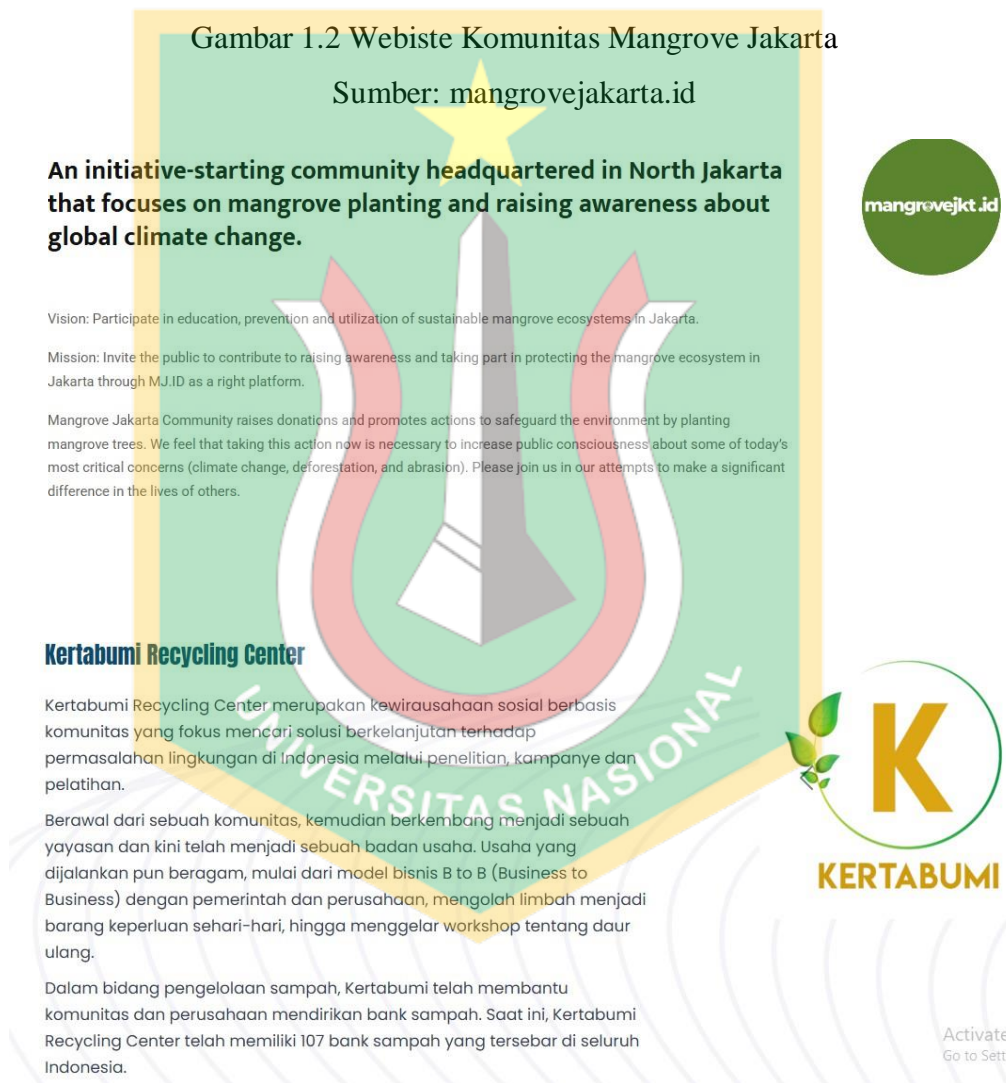 Gambar 1.2 Webiste Komunitas Mangrove Jakarta
Sumber: mangrovejakarta.id
An initiative-starting community headquartered in North Jakarta
that focuses on mangrove planting and raising awareness about
global climate change.
mangrovejkt.id
Vision: Participate in education, prevention and utilization of sustainable mangrove ecosystems in Jakarta.
Mission: Invite the public to contribute to raising awareness and taking part in protecting the mangrove ecosystem in
Jakarta through MJ.ID as a right platform.
Mangrove Jakarta Community raises donations and promotes actions to safeguard the environment by planting
mangrove trees. We feel that taking this action now is necessary to increase public consciousness about some of today's
most critical concerns (climate change, deforestation, and abrasion). Please join us in our attempts to make a significant
difference in the lives of others.
Kertabumi Recycling Center
Kertabumi Recycling Center merupakan kewirausahaan sosial berbasis
komunitas yang fokus mencari solusi berkelanjutan terhadap
permasalahan lingkungan di Indonesia melalui penelitian, kampanye dan
pelatihan.
Berawal dari sebuah komunitas, kemudian berkembang menjadi sebuah
yayasan dan kini telah menjadi sebuah badan usaha. Usaha yang
dijalankan pun beragam, mulai dari model bisnis B to B (Business to
Business) dengan pemerintah dan perusahaan, mengolah limbah menjadi
barang keperluan sehari-hari, hingga menggelar workshop tentang daur
ulang.
Dalam bidang pengelolaan sampah, Kertabumi telah membantu
komunitas dan perusahaan mendirikan bank sampah. Saat ini, Kertabumi
Recycling Center telah memiliki 107 bank sampah yang tersebar di seluruh
Indonesia.
K
KERTABUMI
UNIVERSITAS NASIONAL
Activate
Go to Sett